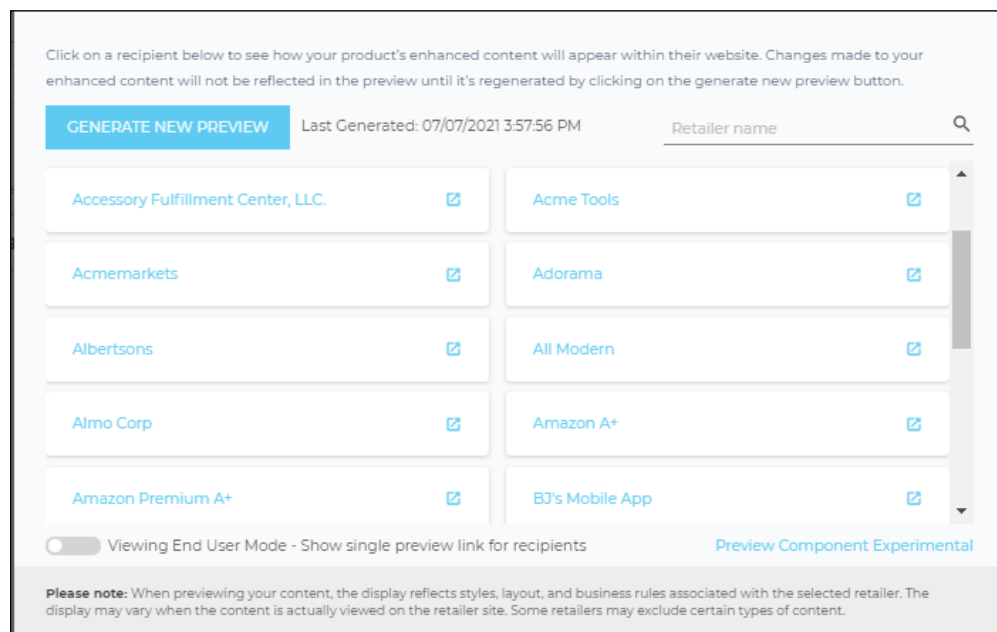 Click on a recipient below to see how your product's enhanced content will appear within their website. Changes made to your
enhanced content will not be reflected in the preview until it's regenerated by clicking on the generate new preview button.
GENERATE NEW PREVIEW Last Generated: 07/07/2021 3:57:56 PM Retailer name
Accessory Fulfillment Center, LLC. Acme Tools
Acmemarkets Adorama
Albertsons All Modern
Almo Corp Amazon A+
Amazon Premium A+ BJ's Mobile App
Viewing End User Mode - Show single preview link for recipients Preview Component Experimental
Please note: When previewing your content, the display reflects styles, layout, and business rules associated with the selected retailer. The
display may vary when the content is actually viewed on the retailer site. Some retailers may exclude certain types of content.